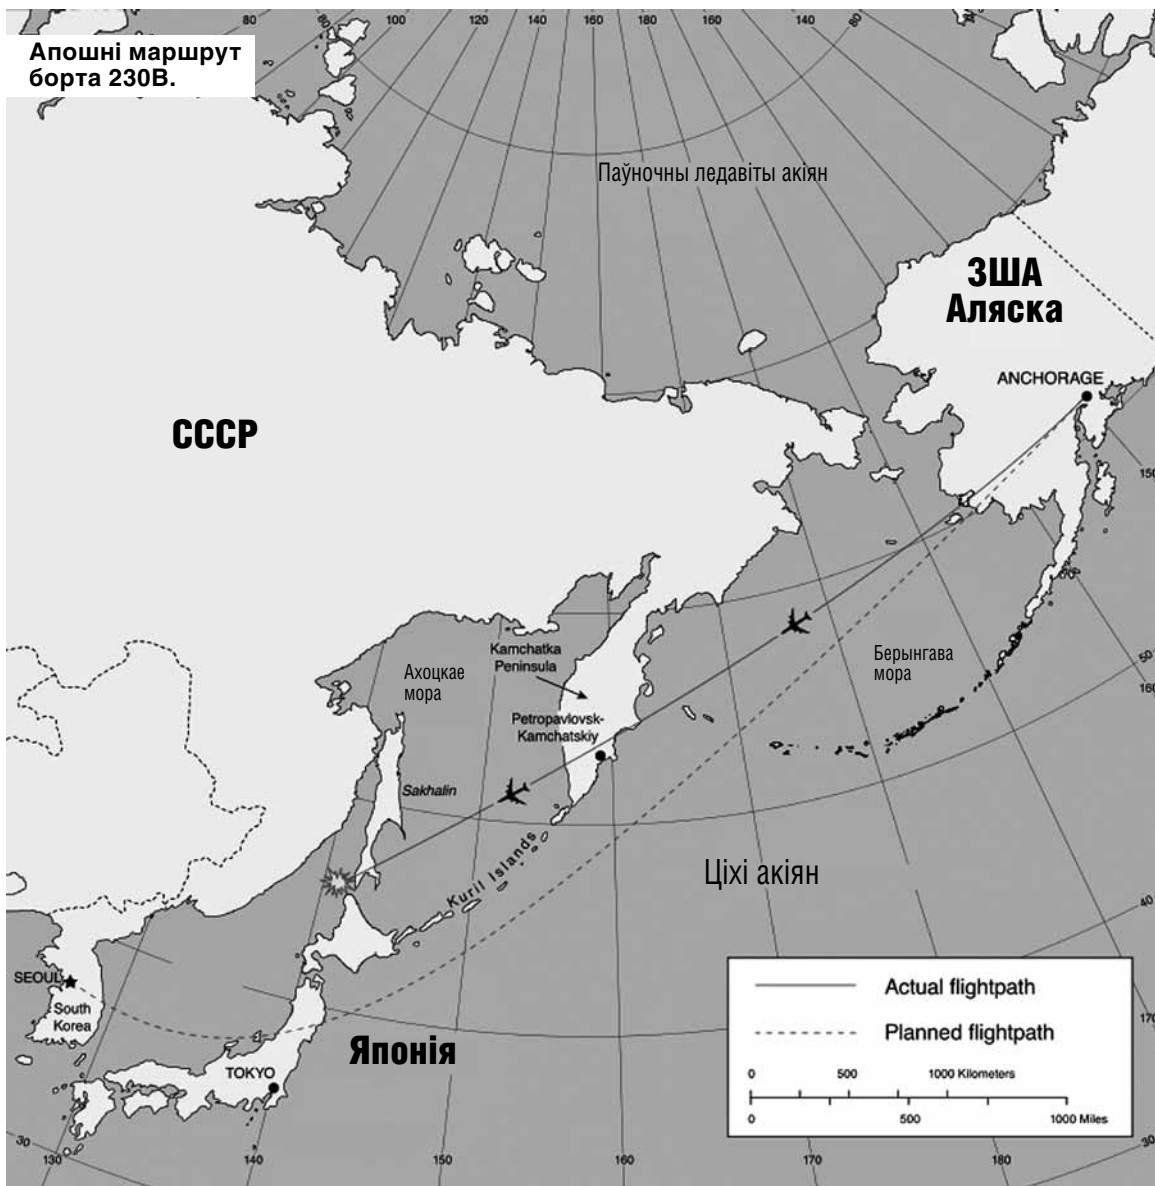 80
100
120
140
160
180
160
140
80
80
Апошні маршрут
борта 230В.
Паўночны ледавіты акіян
ЗША
Аляска
ANCHORAGE
СССР
150
Kamchatka
Peninsula
Ахоцкае
мора
Берынгава
мора
50
160
Petropavlovsk-
Kamchatskiy
Sakhalin
Kuril Islands
Ціхі акіян
40
SEOUL
South
Korea
Actual flightpath
170
Planned flightpath
Японія
TOKYO
0 500 1000 Kilometers
0 500 1000 Miles
30
130
140
150
160
170
180
30